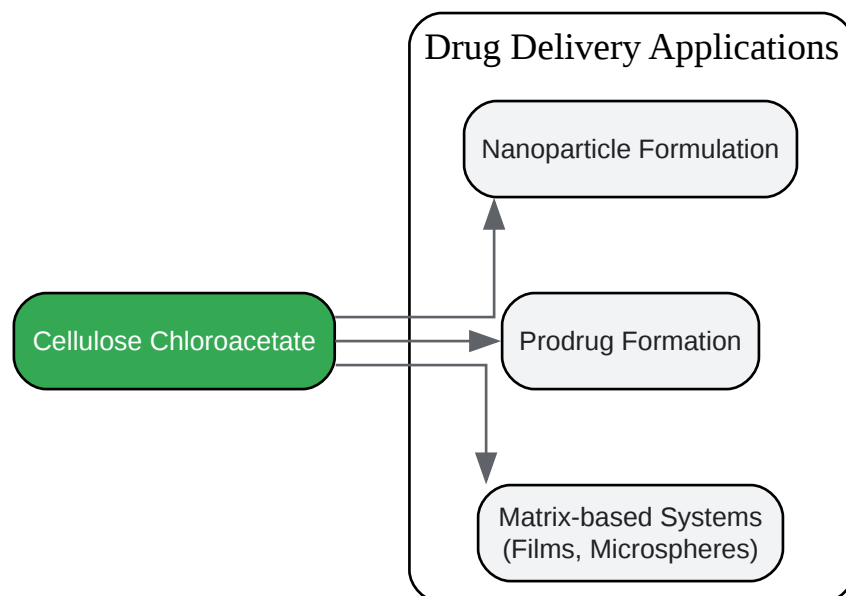 Drug Delivery Applications
Nanoparticle Formulation
Cellulose Chloroacetate
Prodrug Formation
Matrix-based Systems
(Films, Microspheres)